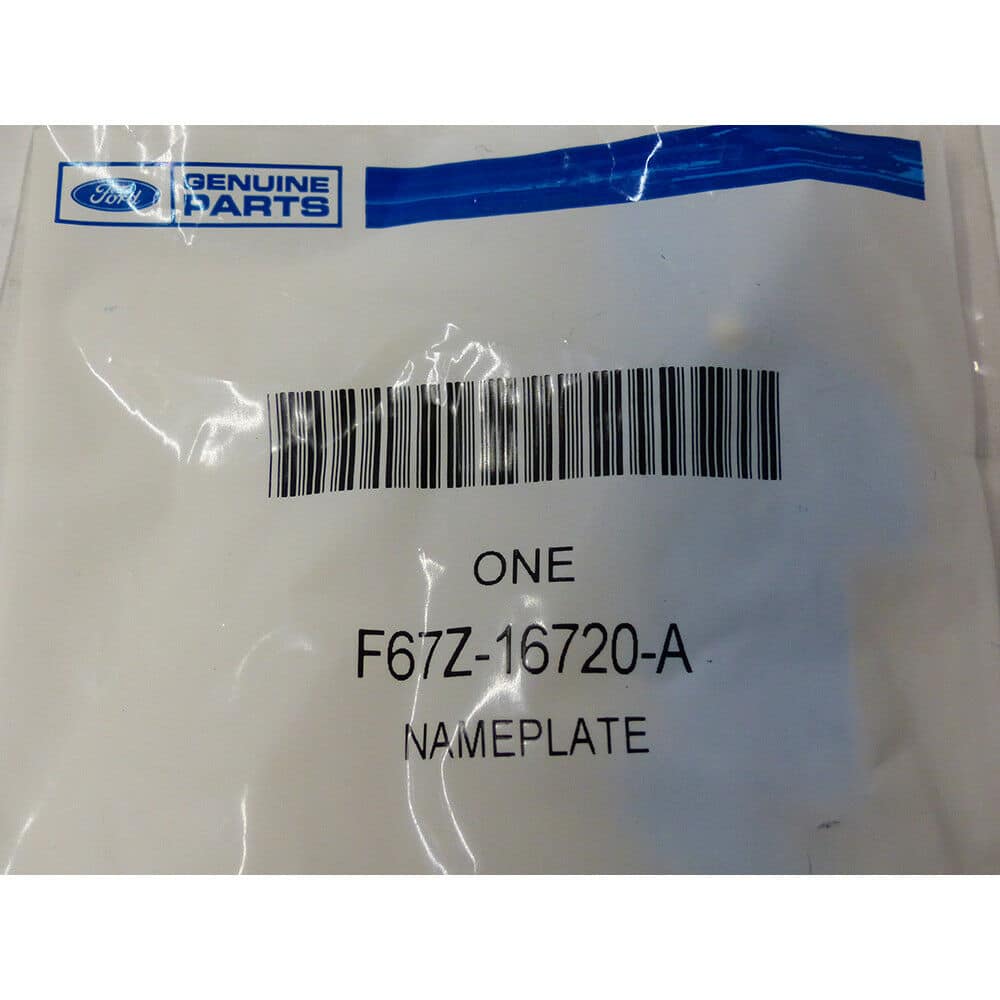 Ford
GENUINE
PARTS
ONE
F67Z-16720-A
NAMEPLATE